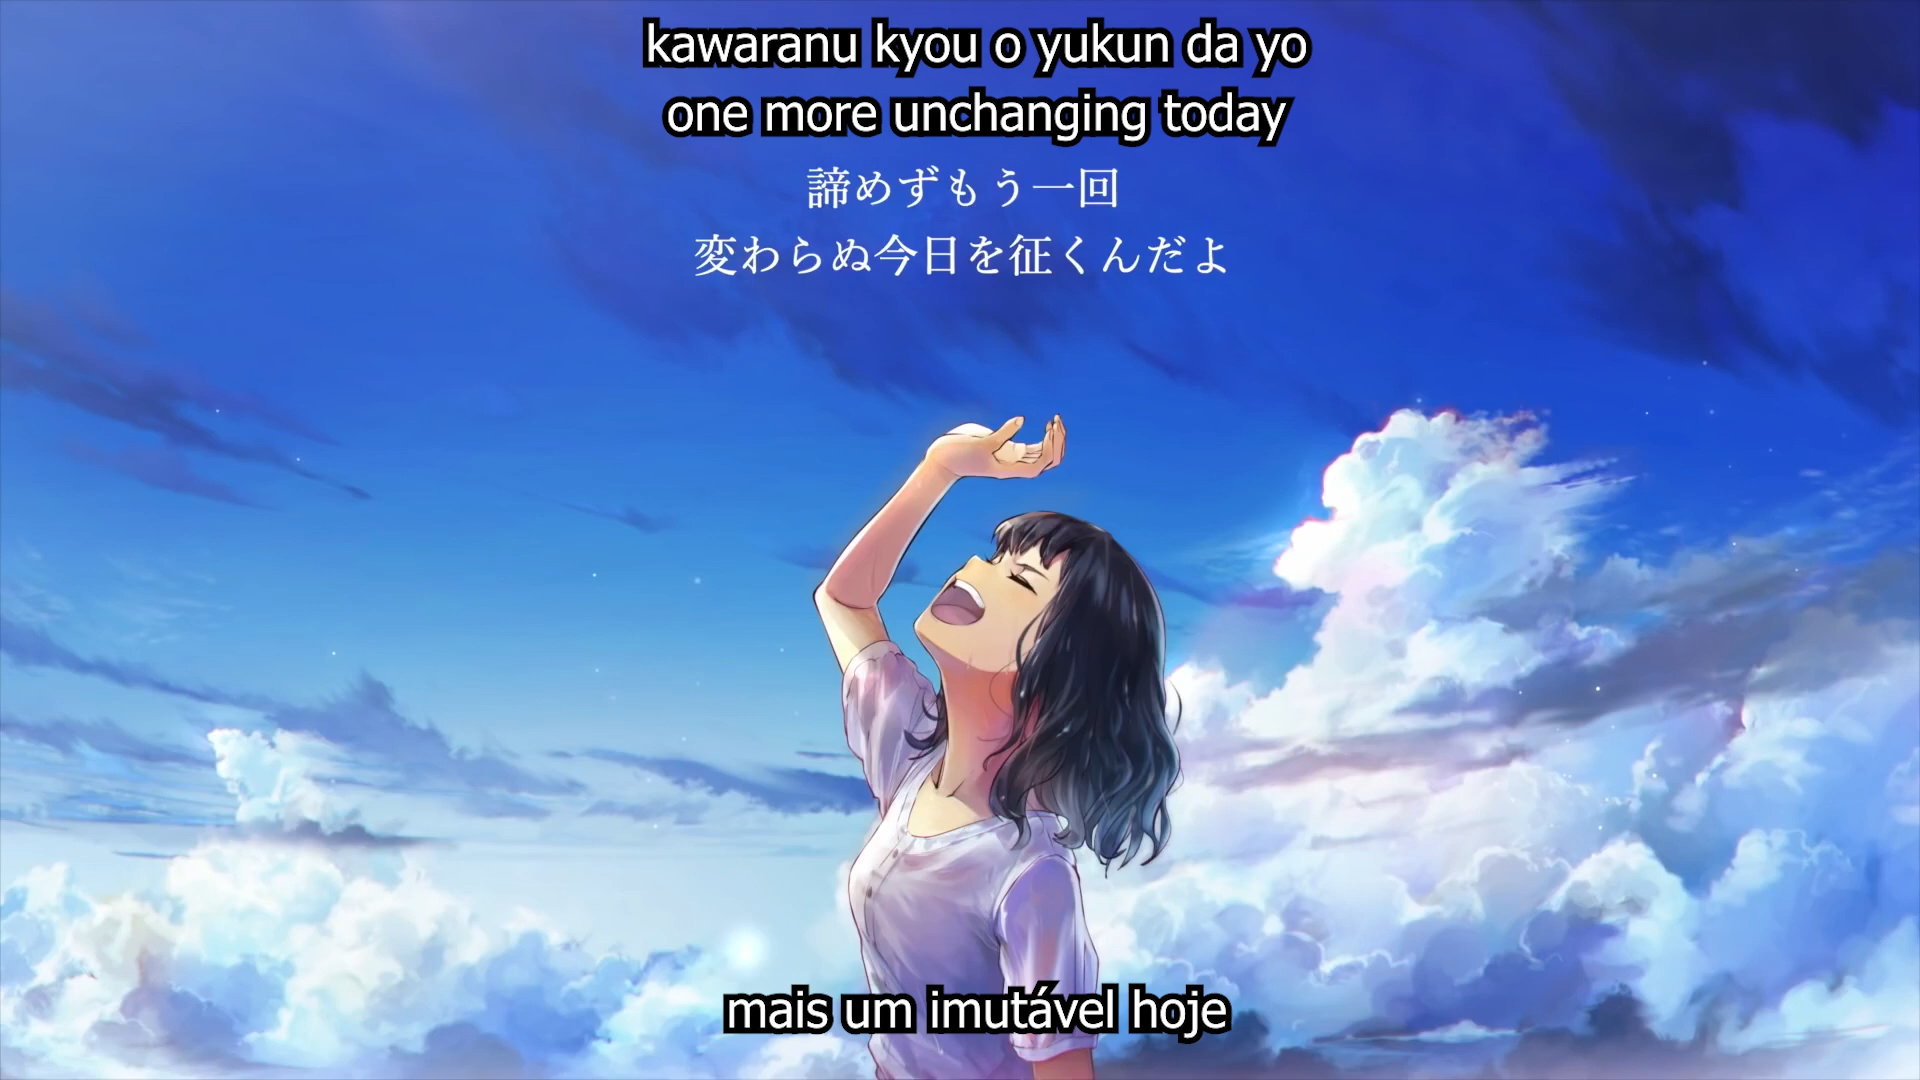 kawaranu kyou o yukun da yo
one more unchanging today
諦めずもう一回
変わらぬ今日を征くんだよ
mais um imutável hoje